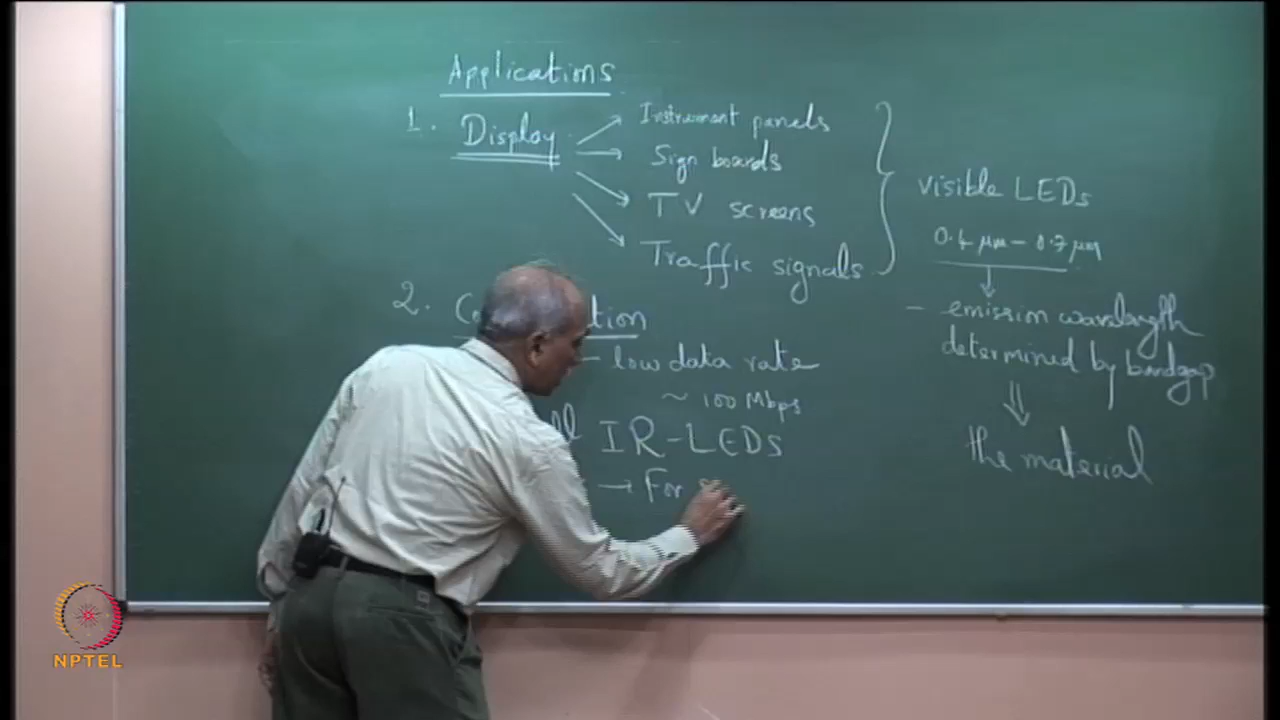 Applications
1. Display
Instrument panels
Sign boards
TV screens
Traffic signals
visible LEDs
0.4 μm - 0.7 μm
- emission wavelength
determined by bandgap
the material
2.
- low data rate
~ 100 Mbps
IR-LEDs
→ For
NPTEL